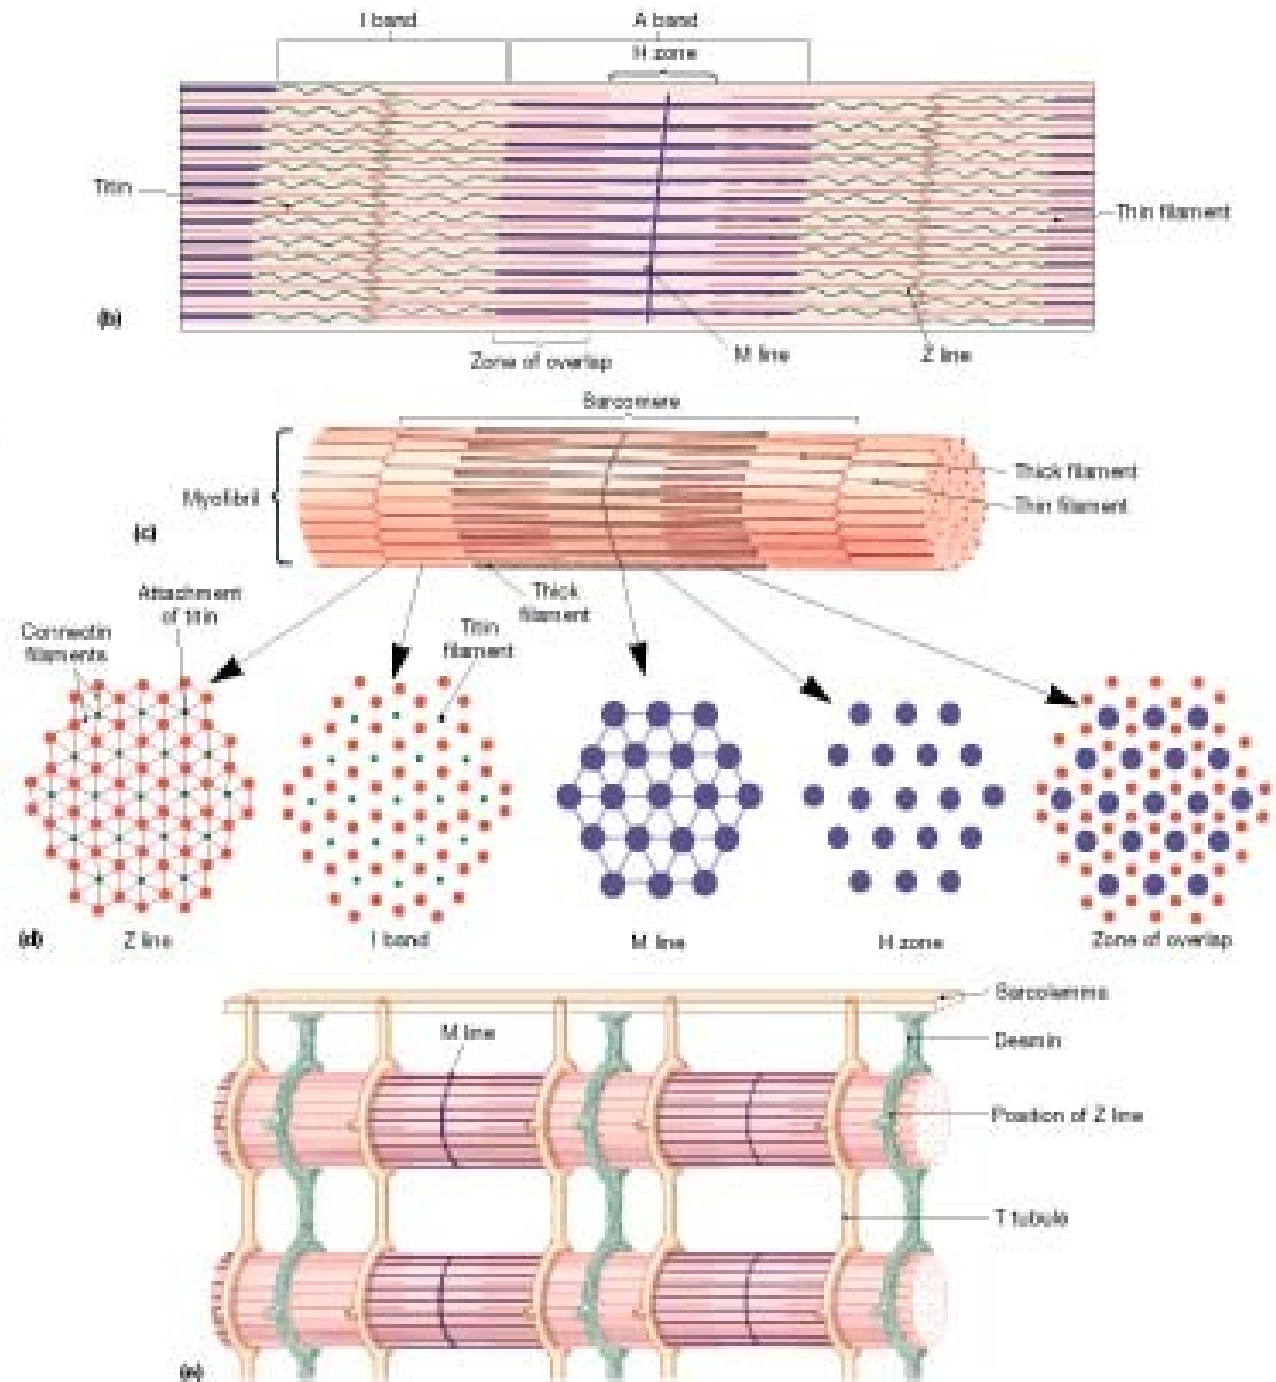 I band
A band
H zone
Titin
Thin filament
(b)
Zone of overlap
M line
Z line
Sarcomere
Myofibril
Thick filament
Thin filament
(c)
Thick
filament
Attachment
of titin
Connectin
filaments
Titin
filament
(d)
Z line
I band
M line
H zone
Zone of overlap
Sarcolemma
M line
Desmin
Position of Z line
T tubule
(e)